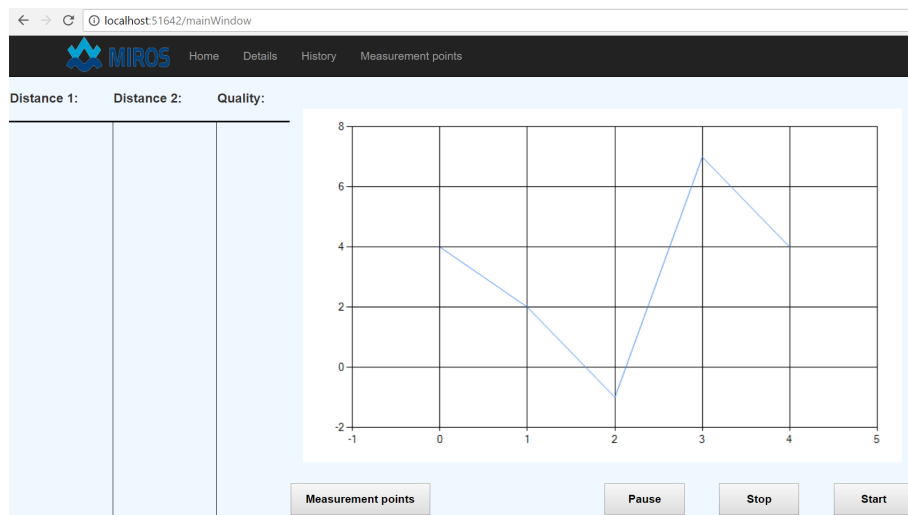 localhost:51642/mainWindow
MIROS Home Details History Measurement points
Distance 1: Distance 2: Quality:
8
6
4
2
0
-2
-1 0 1 2 3 4 5
Measurement points Pause Stop Start